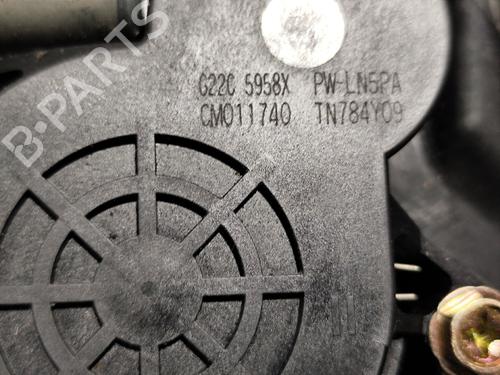 B-PARTS
G22C 5958X PW-LN5PA
CM011740 TN784Y09